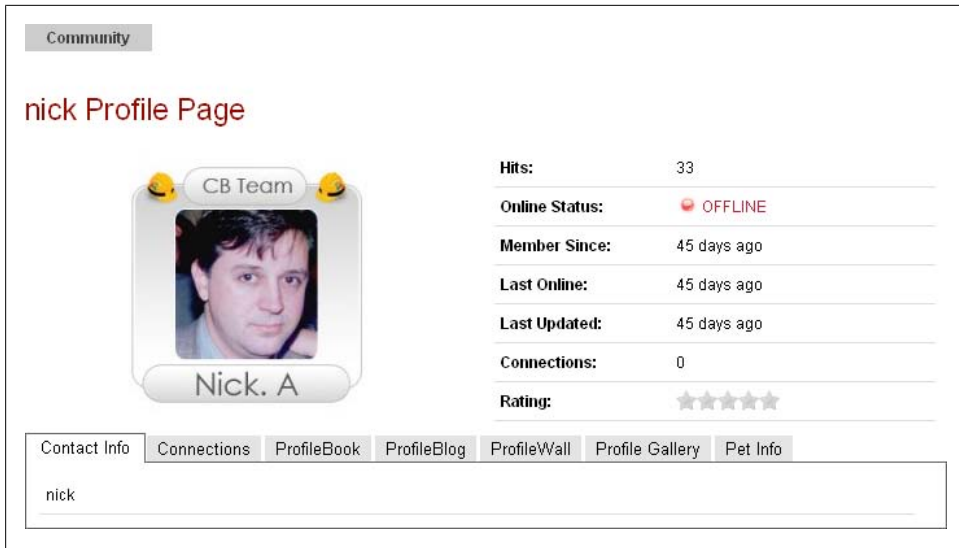 Community
nick Profile Page
CB Team
Nick. A
Hits: 33
Online Status: OFFLINE
Member Since: 45 days ago
Last Online: 45 days ago
Last Updated: 45 days ago
Connections: 0
Rating:
Contact Info Connections ProfileBook ProfileBlog ProfileWall Profile Gallery Pet Info
nick